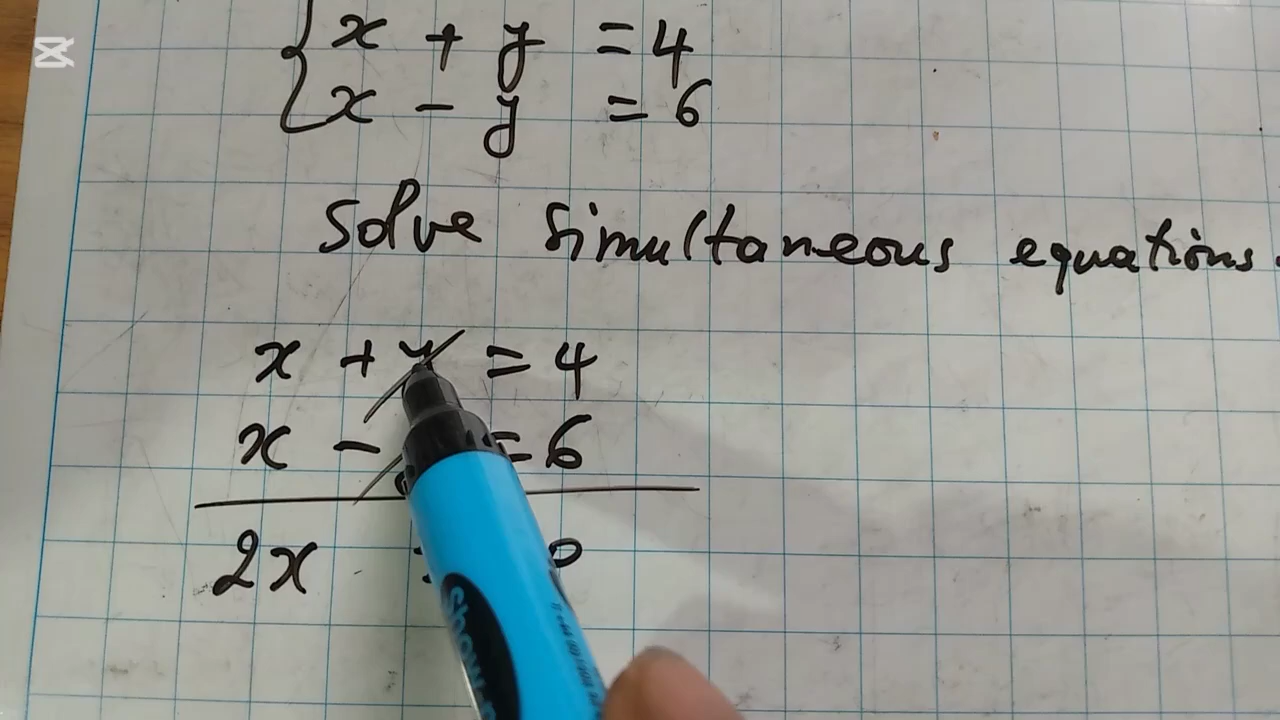 x + y = 4
x - y = 6
Solve simultaneous equations.
x + y = 4
x - = 6
2x